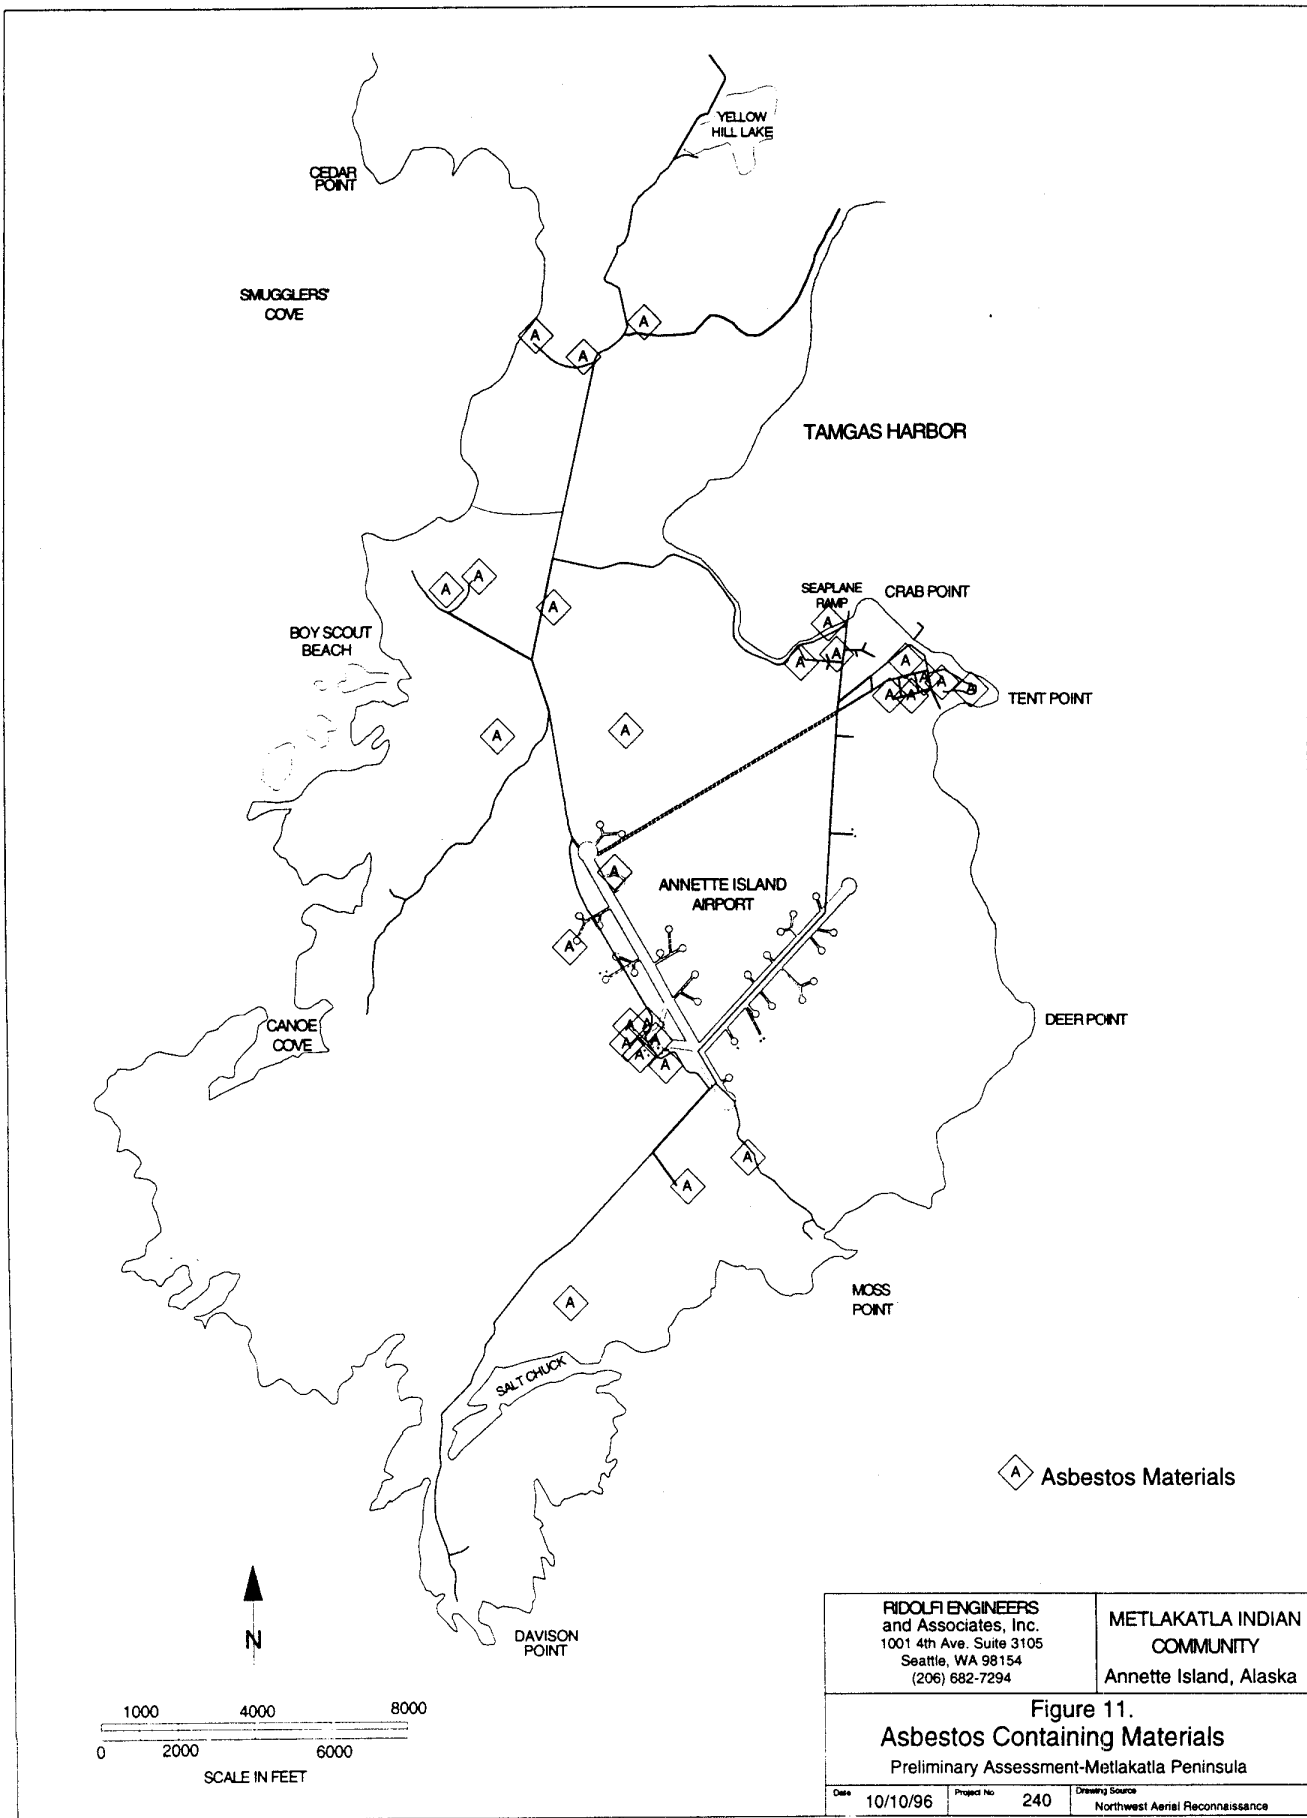 YELLOW
HILL LAKE
CEDAR
POINT
SMUGGLERS'
COVE
A
A
A
TAMGAS HARBOR
SEAPLANE
RAMP
CRAB POINT
A
A
A
A
BOY SCOUT
BEACH
A
A
A
A
A
A
A
A
A
TENT POINT
A
A
A
ANNETTE ISLAND
AIRPORT
A
CANOE
COVE
A
A
A
A
A
A
DEER POINT
A
A
MOSS
POINT
A
SALT CHUCK
A Asbestos Materials
N
DAVISON
POINT
1000 4000 8000
0 2000 6000
SCALE IN FEET
RIDOLFI ENGINEERS
and Associates, Inc.
1001 4th Ave. Suite 3105
Seattle, WA 98154
(206) 682-7294
METLAKATLA INDIAN
COMMUNITY
Annette Island, Alaska
Figure 11.
Asbestos Containing Materials
Preliminary Assessment-Metlakatla Peninsula
Date 10/10/96
Project No 240
Drawing Source
Northwest Aerial Reconnaissance